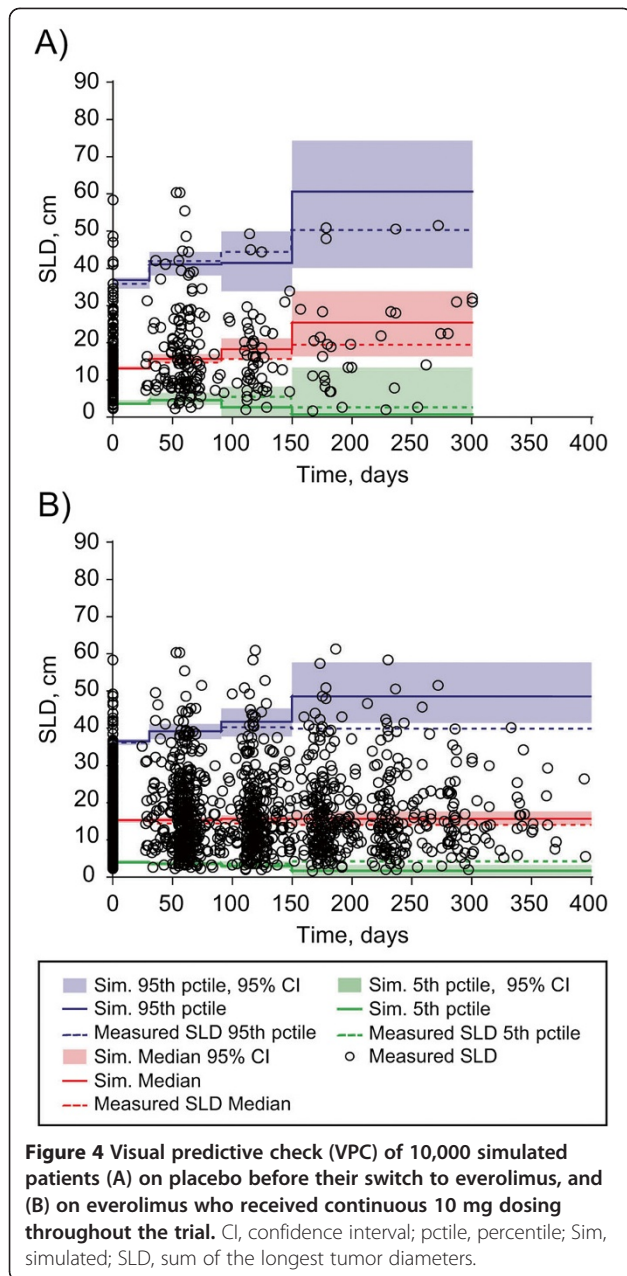 A)
90
80
70
60
50
40
30
20
10
0
SLD, cm
0 50 100 150 200 250 300 350 400
Time, days
B)
90
80
70
60
50
40
30
20
10
0
SLD, cm
0 50 100 150 200 250 300 350 400
Time, days
Sim. 95th pctile, 95% CI
Sim. 95th pctile
Measured SLD 95th pctile
Sim. Median 95% CI
Sim. Median
Measured SLD Median
Sim. 5th pctile, 95% CI
Sim. 5th pctile
Measured SLD 5th pctile
Measured SLD
Figure 4 Visual predictive check (VPC) of 10,000 simulated
patients (A) on placebo before their switch to everolimus, and
(B) on everolimus who received continuous 10 mg dosing
throughout the trial. CI, confidence interval; pctile, percentile; Sim,
simulated; SLD, sum of the longest tumor diameters.